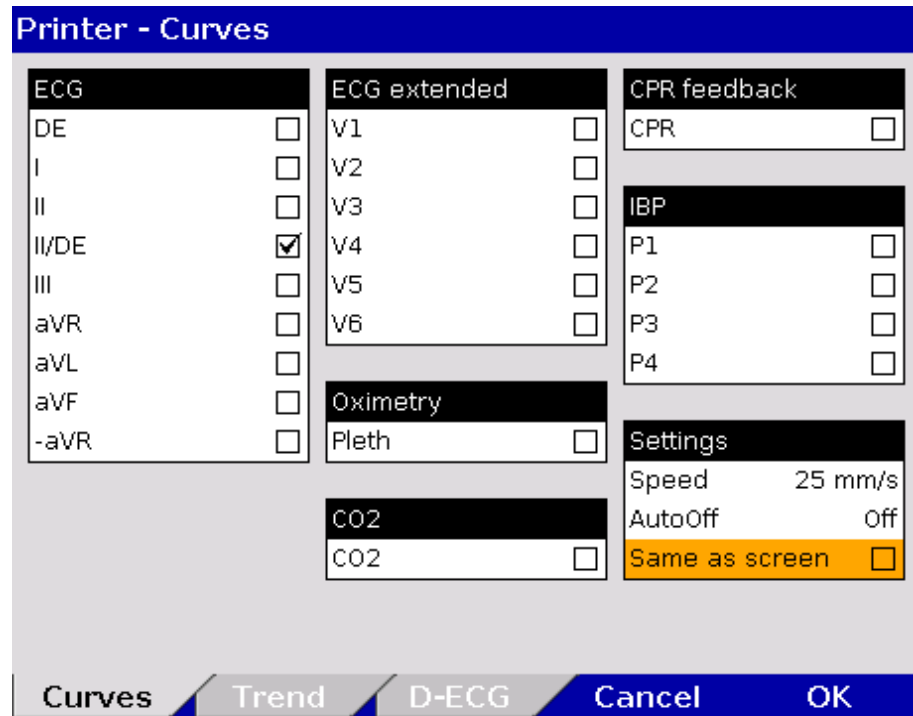 Printer - Curves
ECG
DE
I
II
II/DE
III
aVR
aVL
aVF
-aVR
ECG extended
V1
V2
V3
V4
V5
V6
Oximetry
Pleth
CO2
CO2
CPR feedback
CPR
IBP
P1
P2
P3
P4
Settings
Speed 25 mm/s
AutoOff Off
Same as screen
Curves Trend D-ECG Cancel OK